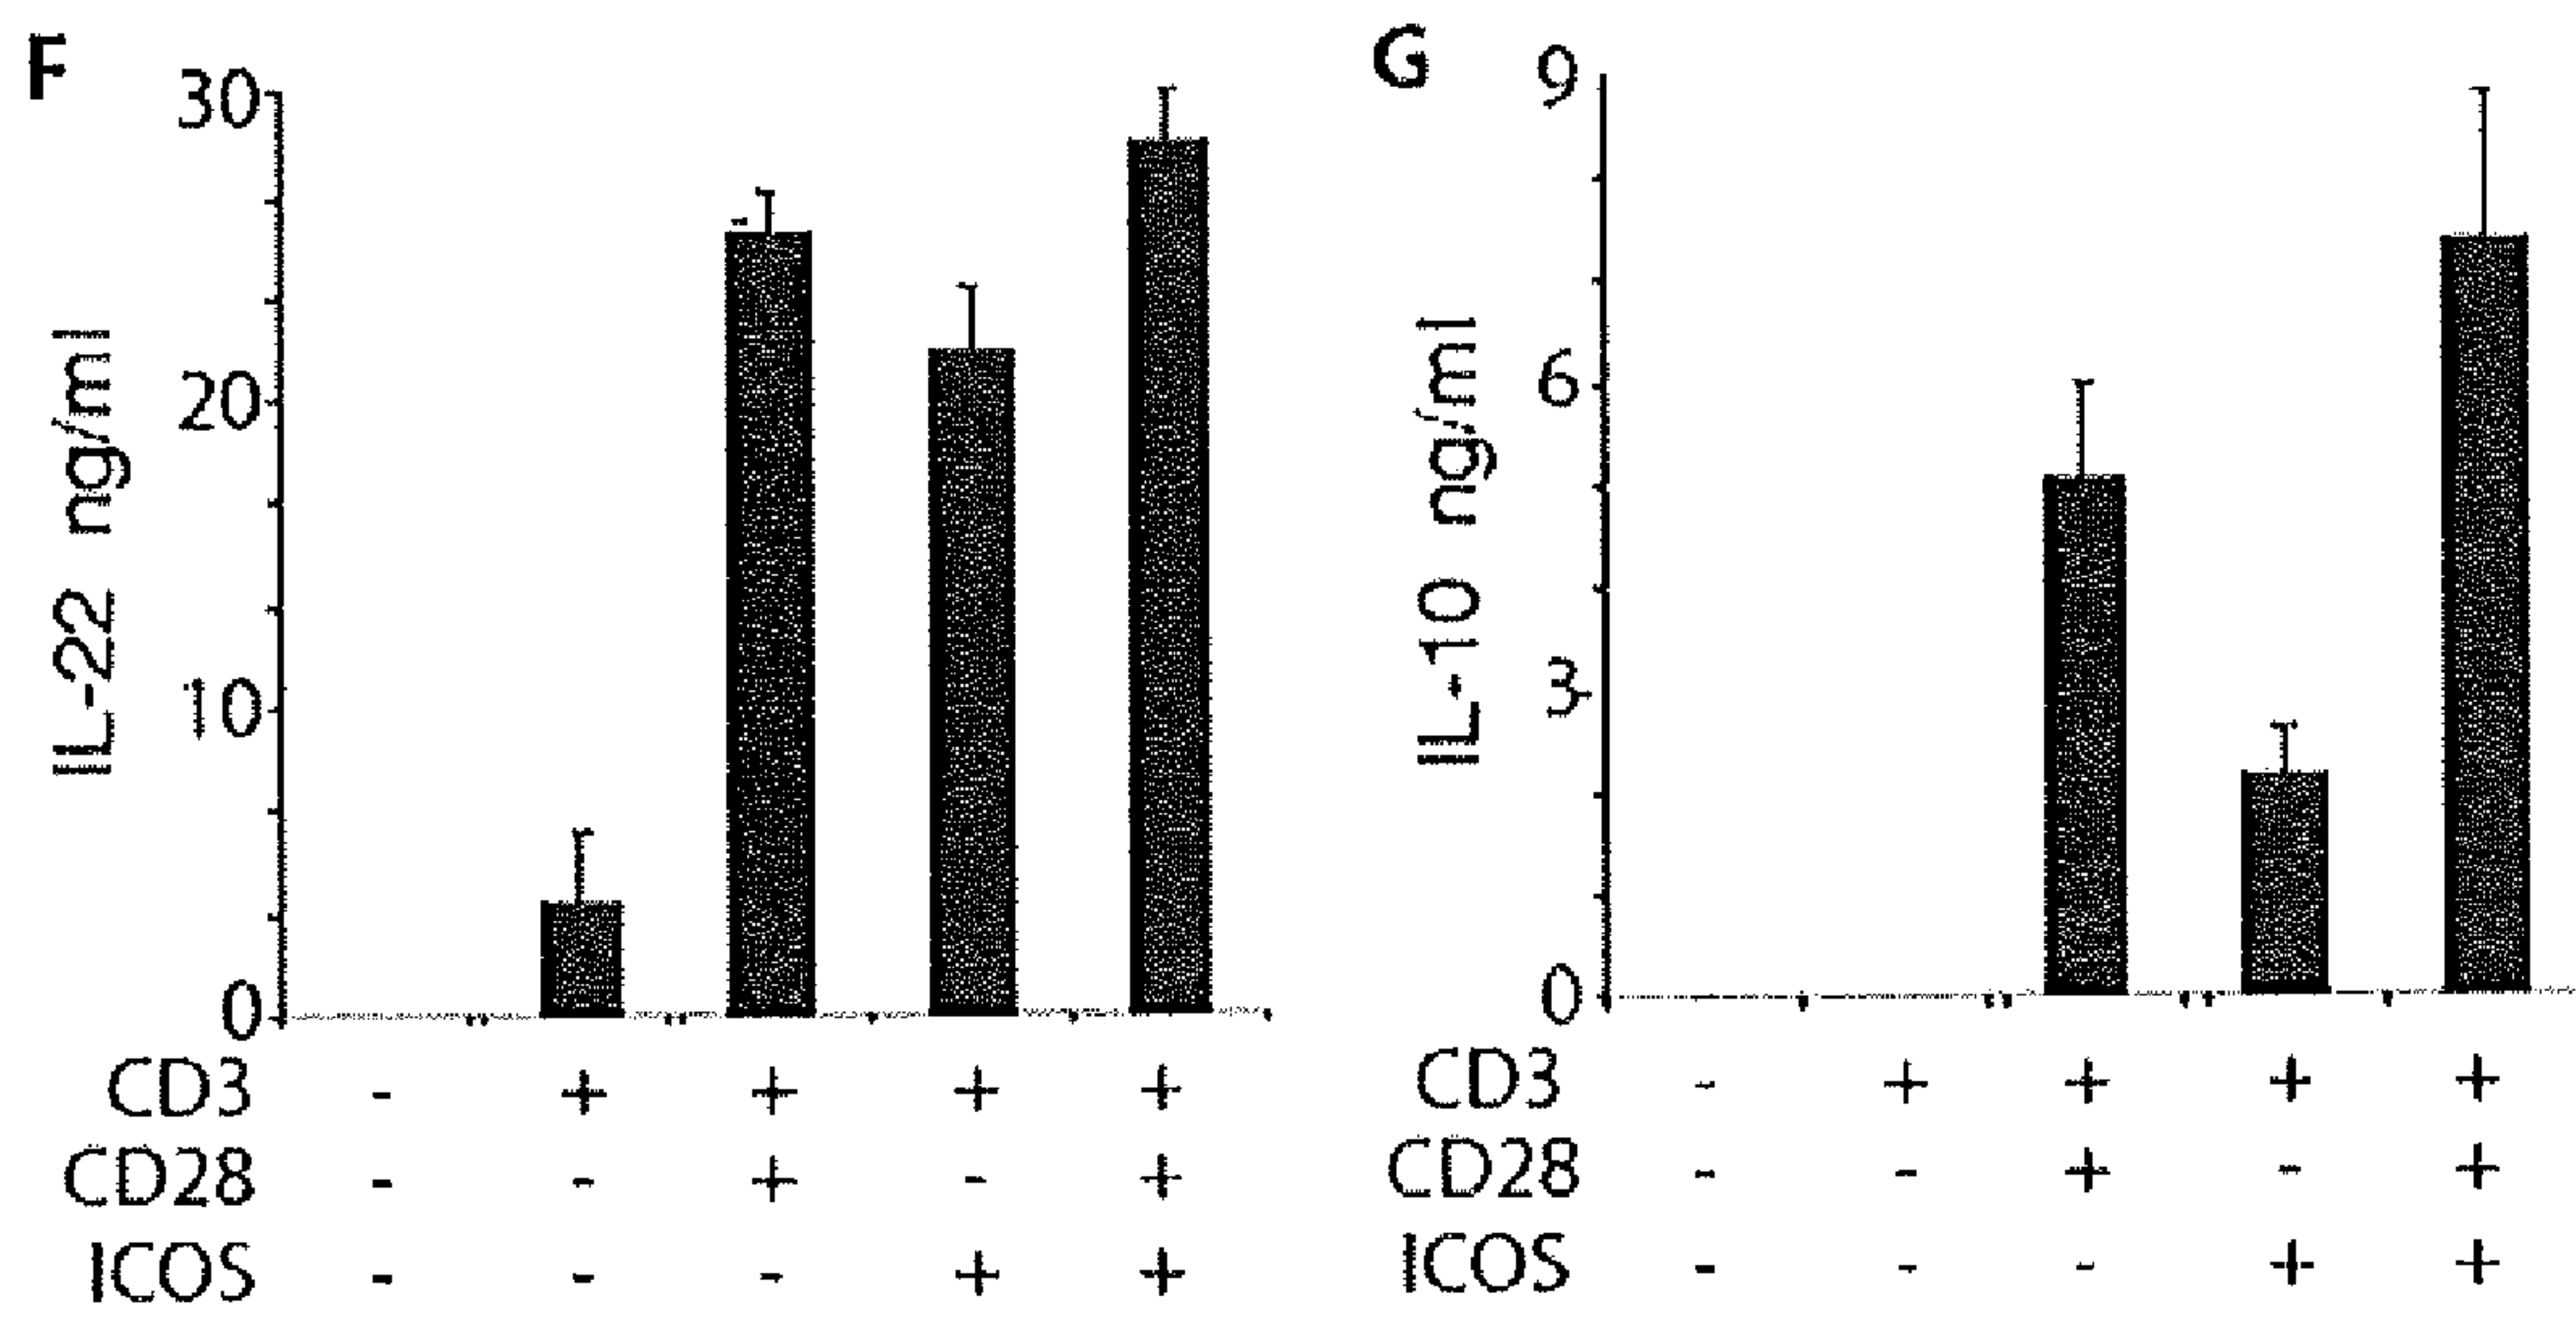 F
30
20
10
0
IL-22 ng/ml
CD3 - + + + +
CD28 - - + - +
ICOS - - - + +
G
9
6
3
0
IL-10 ng/ml
CD3 - + + + +
CD28 - - + - +
ICOS - - - + +